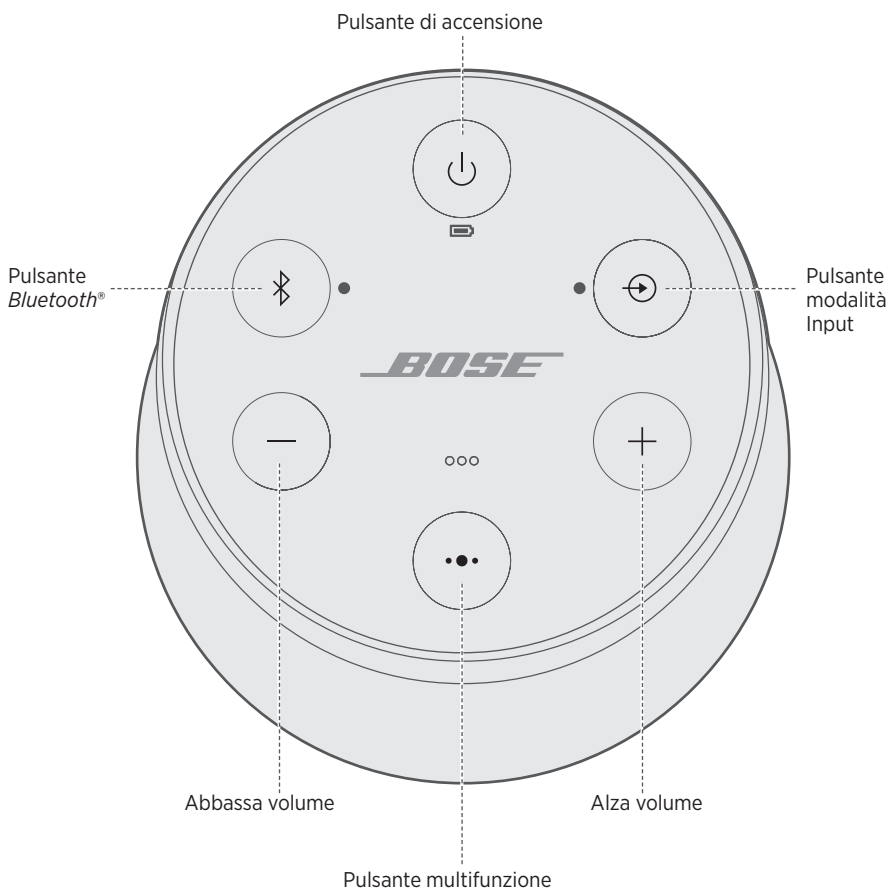 Pulsante di accensione
Pulsante
Bluetooth®
Pulsante
modalità
Input
BOSE
Abbassa volume
Alza volume
Pulsante multifunzione